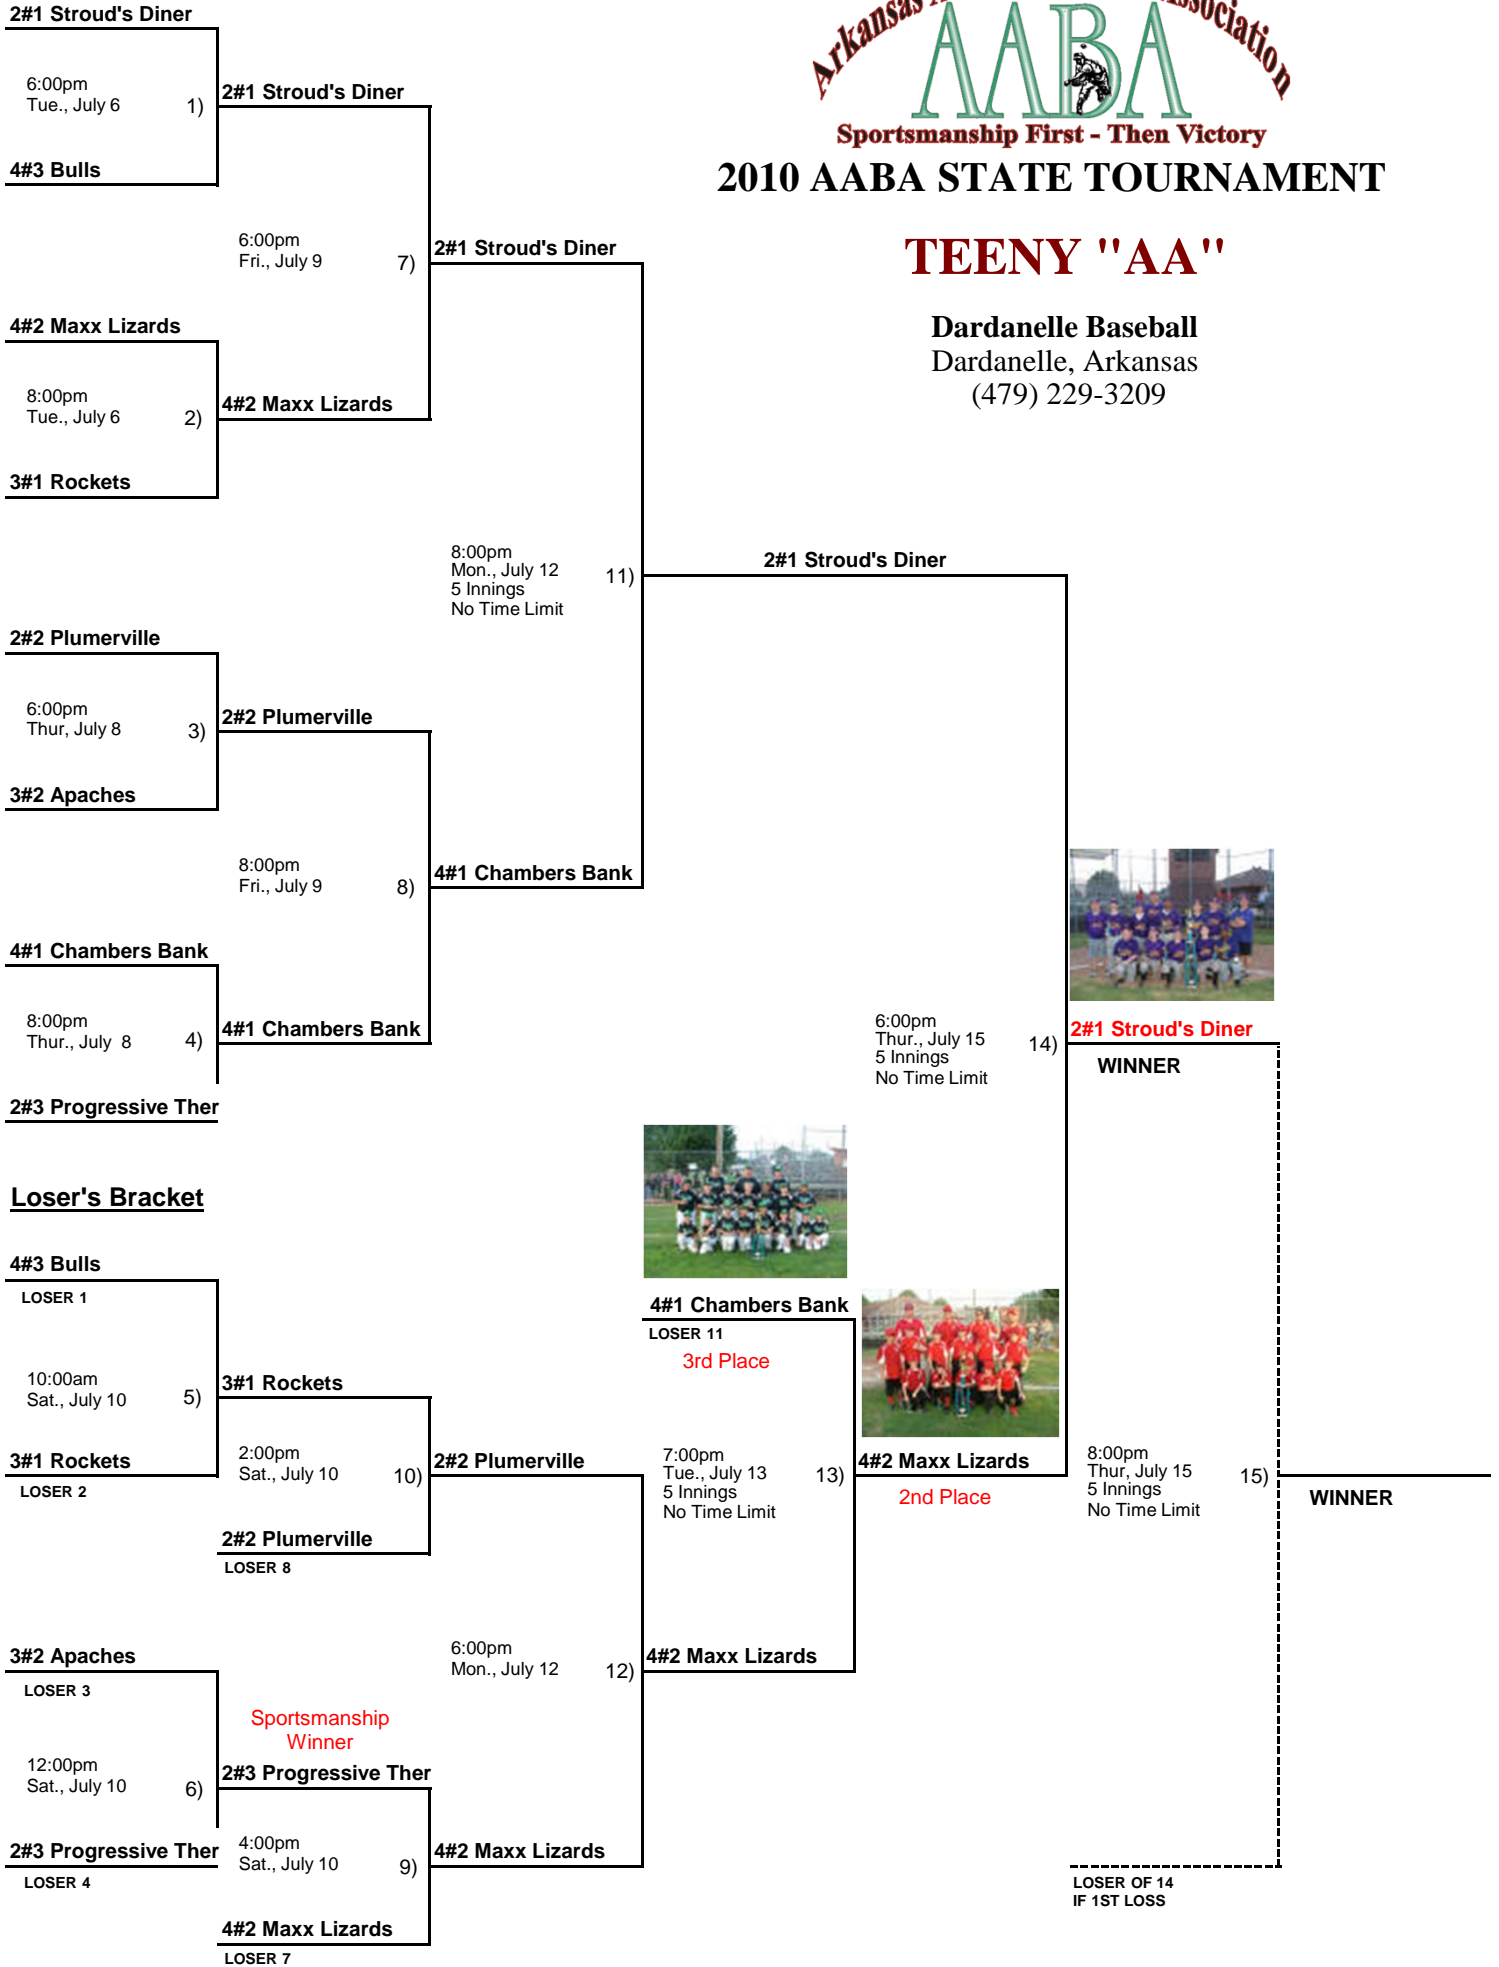 Arkansas
Association
AABA
Sportsmanship First - Then Victory
2010 AABA STATE TOURNAMENT
TEENY "AA"
Dardanelle Baseball
Dardanelle, Arkansas
(479) 229-3209
2#1 Stroud's Diner
6:00pm
Tue., July 6
1)
4#3 Bulls
2#1 Stroud's Diner
6:00pm
Fri., July 9
7)
4#2 Maxx Lizards
8:00pm
Tue., July 6
2)
3#1 Rockets
4#2 Maxx Lizards
2#1 Stroud's Diner
8:00pm
Mon., July 12
5 Innings
No Time Limit
11)
2#1 Stroud's Diner
2#2 Plumerville
6:00pm
Thur, July 8
3)
3#2 Apaches
2#2 Plumerville
8:00pm
Fri., July 9
8)
4#1 Chambers Bank
4#1 Chambers Bank
8:00pm
Thur., July  8
4)
2#3 Progressive Ther
4#1 Chambers Bank
6:00pm
Thur., July 15
5 Innings
No Time Limit
14)
2#1 Stroud's Diner
WINNER
Loser's Bracket
4#3 Bulls
LOSER 1
10:00am
Sat., July 10
5)
3#1 Rockets
LOSER 2
3#1 Rockets
2:00pm
Sat., July 10
10)
2#2 Plumerville
LOSER 8
2#2 Plumerville
4#1 Chambers Bank
LOSER 11
3rd Place
7:00pm
Tue., July 13
5 Innings
No Time Limit
13)
4#2 Maxx Lizards
2nd Place
8:00pm
Thur, July 15
5 Innings
No Time Limit
15)
WINNER
3#2 Apaches
LOSER 3
12:00pm
Sat., July 10
6)
2#3 Progressive Ther
LOSER 4
Sportsmanship
Winner
2#3 Progressive Ther
4:00pm
Sat., July 10
9)
4#2 Maxx Lizards
LOSER 7
6:00pm
Mon., July 12
12)
4#2 Maxx Lizards
4#2 Maxx Lizards
LOSER OF 14
IF 1ST LOSS